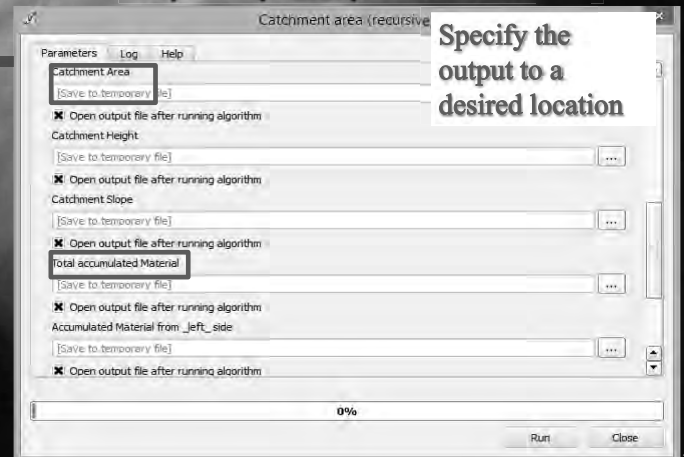 Catchment area (recursive
Specify the
output to a
desired location
Parameters Log Help
Catchment Area
[Save to temporary file]
Open output file after running algorithm
Catchment Height
[Save to temporary file]
...
Open output file after running algorithm
Catchment Slope
[Save to temporary file]
...
Open output file after running algorithm
Total accumulated Material
[Save to temporary file]
...
Open output file after running algorithm
Accumulated Material from _left_side
[Save to temporary file]
...
Open output file after running algorithm
0%
Run Close